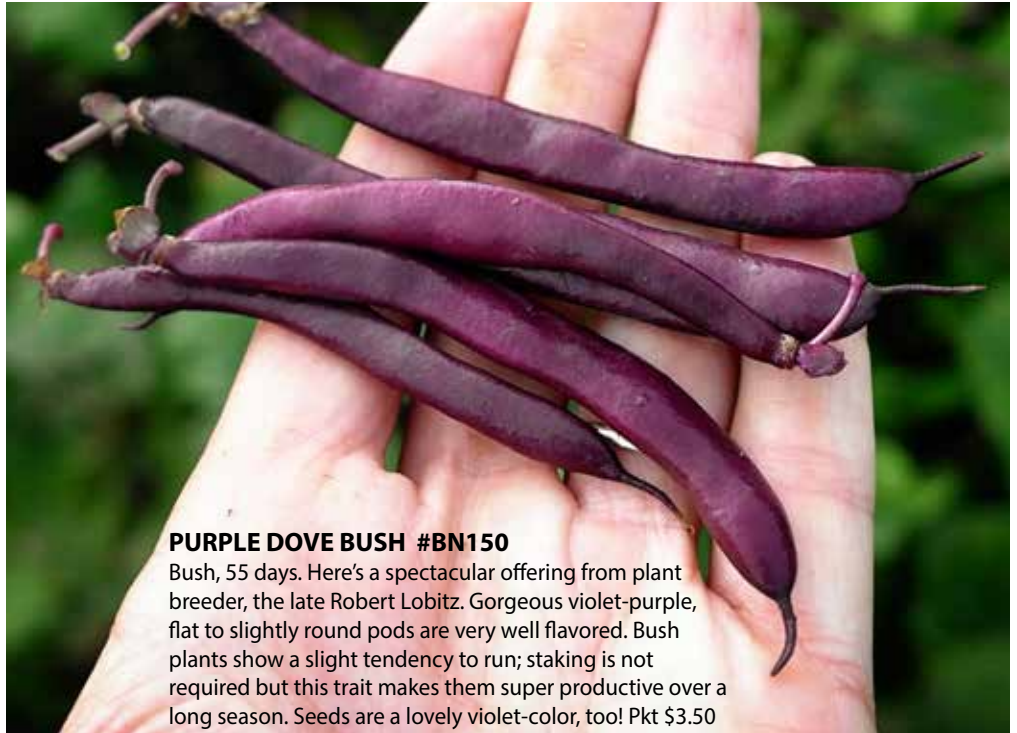 PURPLE DOVE BUSH  #BN150
Bush, 55 days. Here’s a spectacular offering from plant
breeder, the late Robert Lobitz. Gorgeous violet-purple,
flat to slightly round pods are very well flavored. Bush
plants show a slight tendency to run; staking is not
required but this trait makes them super productive over a
long season. Seeds are a lovely violet-color, too! Pkt $3.50